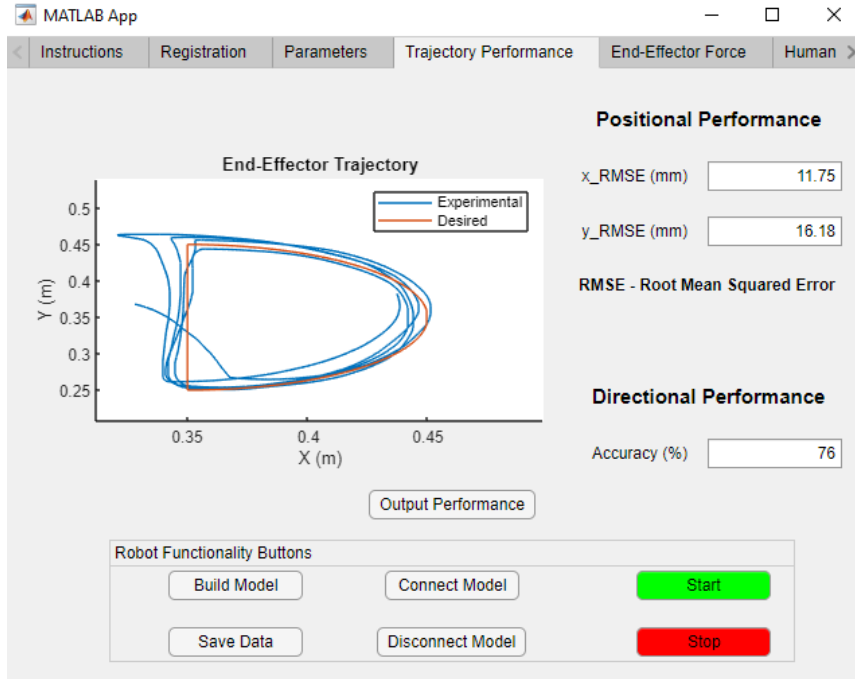 MATLAB App
Instructions Registration Parameters Trajectory Performance End-Effector Force Human
Positional Performance
End-Effector Trajectory
x_RMSE (mm) 11.75
Experimental
Desired
y_RMSE (mm) 16.18
RMSE - Root Mean Squared Error
0.5
0.45
0.4
0.35
0.3
0.25
Y (m)
0.35 0.4 0.45
X (m)
Directional Performance
Accuracy (%) 76
Output Performance
Robot Functionality Buttons
Build Model Connect Model Start
Save Data Disconnect Model Stop